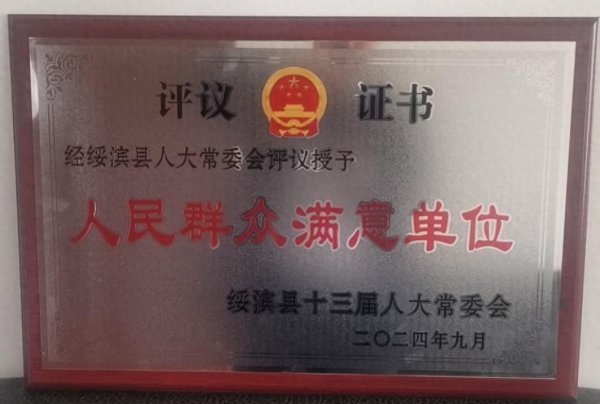 评议 证书
经绥滨县人大常委会评议授予
人民群众满意单位
绥滨县十三届人大常委会
二〇二四年九月